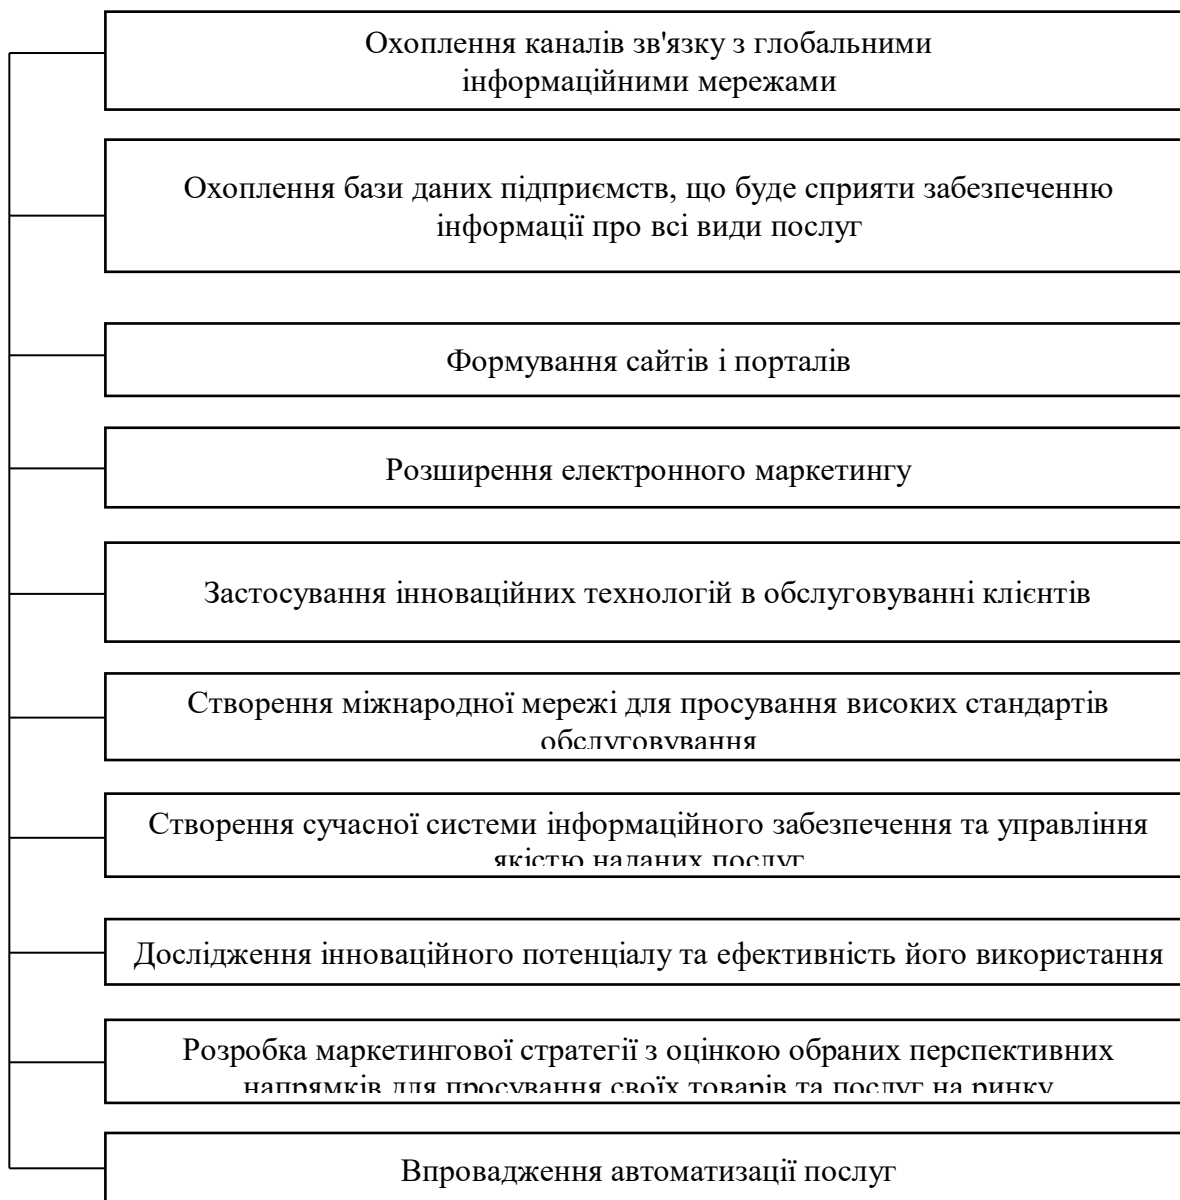 Охоплення каналів зв'язку з глобальними
інформаційними мережами
Охоплення бази даних підприємств, що буде сприяти забезпеченню
інформації про всі види послуг
Формування сайтів і порталів
Розширення електронного маркетингу
Застосування інноваційних технологій в обслуговуванні клієнтів
Створення міжнародної мережі для просування високих стандартів
обслуговування
Створення сучасної системи інформаційного забезпечення та управління
якістю наданих послуг
Дослідження інноваційного потенціалу та ефективність його використання
Розробка маркетингової стратегії з оцінкою обраних перспективних
напрямків для просування своїх товарів та послуг на ринку
Впровадження автоматизації послуг